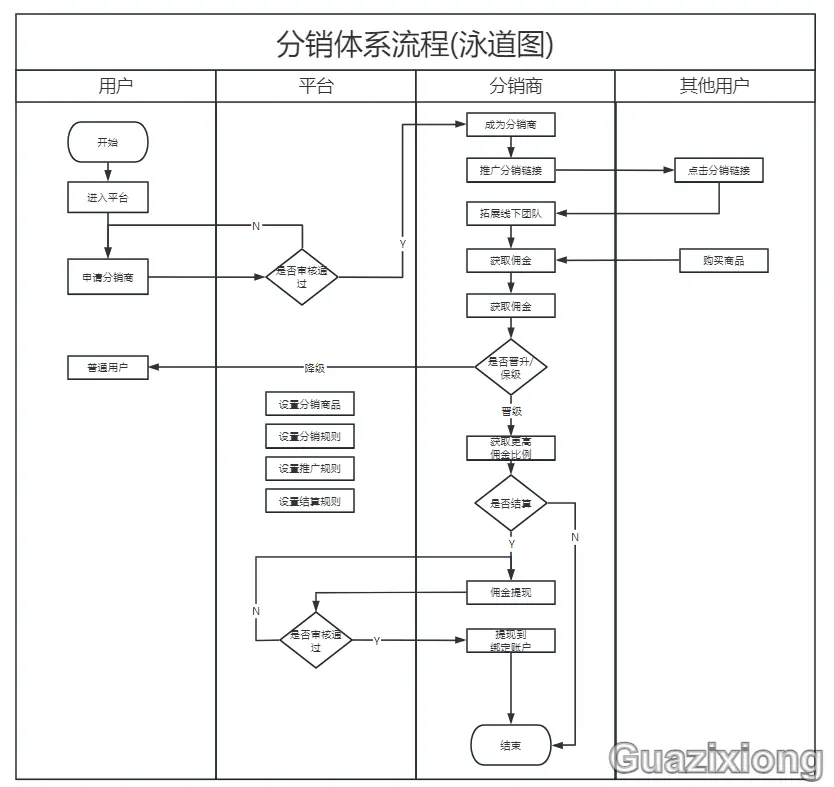 分销体系流程(泳道图)
用户
平台
分销商
其他用户
开始
成为分销商
进入平台
推广分销链接
点击分销链接
拓展线下团队
N
Y
申请分销商
是否审核通
过
获取佣金
购买商品
获取佣金
普通用户
降级
是否晋升/
保级
设置分销商品
晋级
设置分销规则
获取更高
佣金比例
设置推广规则
设置结算规则
是否结算
Y
N
佣金提现
N
是否审核通
过
Y
提现到
绑定账户
结束
Guazixiong